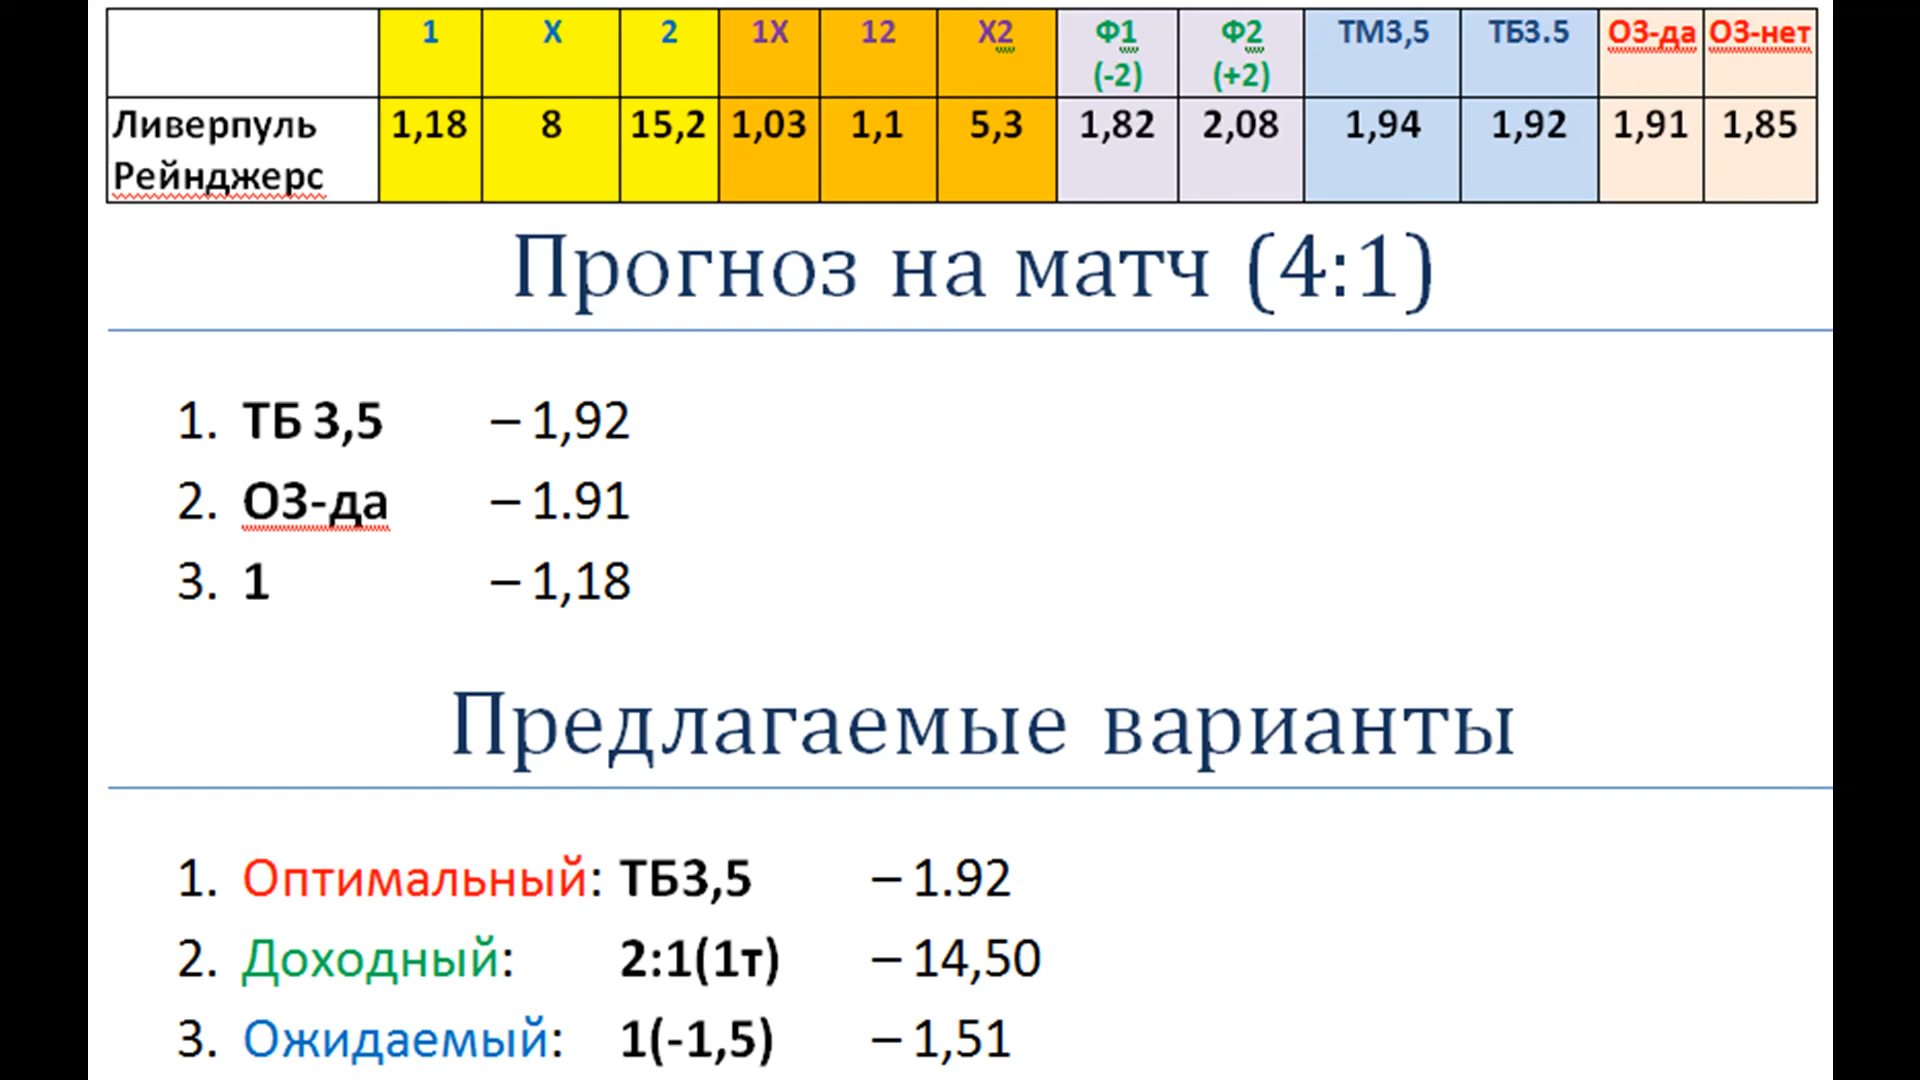 1 X 2 1X 12 X2 Ф1 Ф2 ТМ3,5 ТБ3.5 ОЗ-да ОЗ-нет
(-2) (+2)
Ливерпуль 1,18 8 15,2 1,03 1,1 5,3 1,82 2,08 1,94 1,92 1,91 1,85
Рейнджерс
Прогноз на матч (4:1)
1. ТБ 3,5 – 1,92
2. ОЗ-да – 1.91
3. 1 – 1,18
Предлагаемые варианты
1. Оптимальный: ТБ3,5 – 1.92
2. Доходный: 2:1(1т) – 14,50
3. Ожидаемый: 1(-1,5) – 1,51